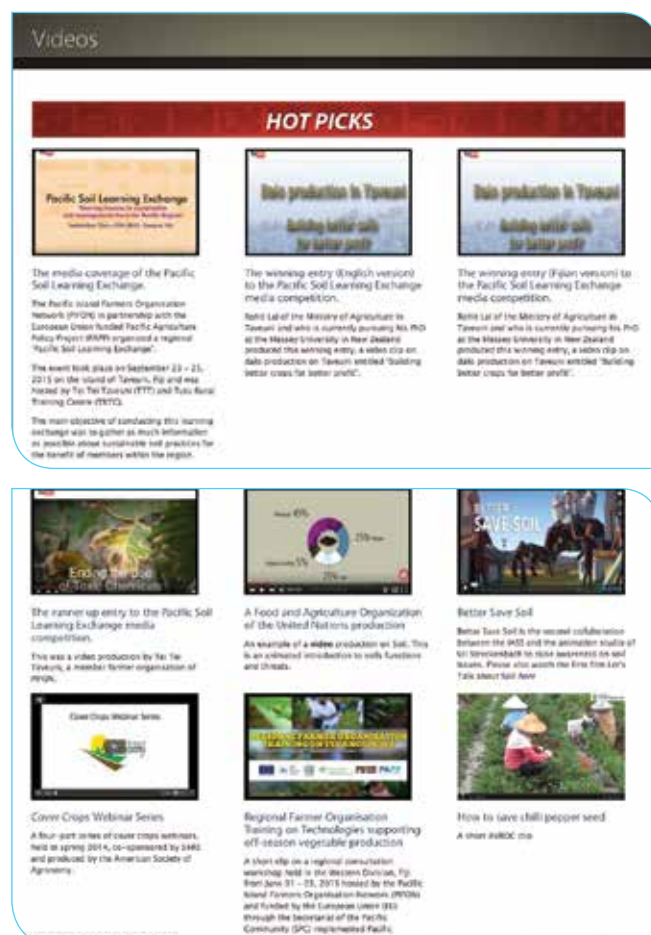 Videos
HOT PICKS
Pacific Soil Learning Exchange
Dalo production in Taveuni
Building better soils
for better profit
Dalo production in Taveuni
Building better soils
for better profit
The media coverage of the Pacific
Soil Learning Exchange.
The Pacific Island Farmers Organisation
Network (PIFON) in partnership with the
European Union funded Pacific Agriculture
Policy Project (PAPP) organised a regional
"Pacific Soil Learning Exchange".
The event took place on September 23 – 25,
2015 on the island of Taveuni, Fiji and was
hosted by Tei Tei Taveuni (TTT) and Tutu Rural
Training Centre (TRTC).
The main objective of conducting this learning
exchange was to gather as much information
as possible about sustainable soil practices for
the benefit of members within the region.
The winning entry (English version)
to the Pacific Soil Learning Exchange
media competition.
Rohit Lal of the Ministry of Agriculture in
Taveuni and who is currently pursuing his PhD
at the Massey University in New Zealand
produced this winning entry, a video clip on
dalo production on Taveuni entitled "Building
better crops for better profit".
The winning entry (Fijian version) to
the Pacific Soil Learning Exchange
media competition.
Rohit Lal of the Ministry of Agriculture in
Taveuni and who is currently pursuing his PhD
at the Massey University in New Zealand
produced this winning entry, a video clip on
dalo production on Taveuni entitled "Building
better crops for better profit".
Ending the Use
of Toxic Chemicals
45%
25%
5%
25%
BETTER
SAVE SOIL
The runner up entry to the Pacific Soil
Learning Exchange media
competition.
This was a video production by Tei Tei
Taveuni, a member farmer organisation of
PIFON.
A Food and Agriculture Organization
of the United Nations production
An example of a video production on Soil. This
is an animated introduction to soils functions
and threats.
Better Save Soil
Better Save Soil is the second collaboration
between the IASS and the animation studio of
Uli Streckenbach to raise awareness on soil
issues. Please also watch the first film Let's
Talk about Soil here
Cover Crops Webinar Series
REGIONAL FARMER ORGANISATION
TRAINING ON TECHNOLOGIES
PAPP
Cover Crops Webinar Series
A four-part series of cover crops webinars,
held in spring 2014, co-sponsored by SARE
and produced by the American Society of
Agronomy.
Regional Farmer Organisation
Training on Technologies supporting
off-season vegetable production
A short clip on a regional consultation
workshop held in the Western Division, Fiji
from June 01 – 05, 2015 hosted by the Pacific
Island Farmers Organisation Network (PIFON)
and funded by the European Union (EU)
through the Secretariat of the Pacific
Community (SPC) implemented Pacific
How to save chilli pepper seed
A short AVRDC clip